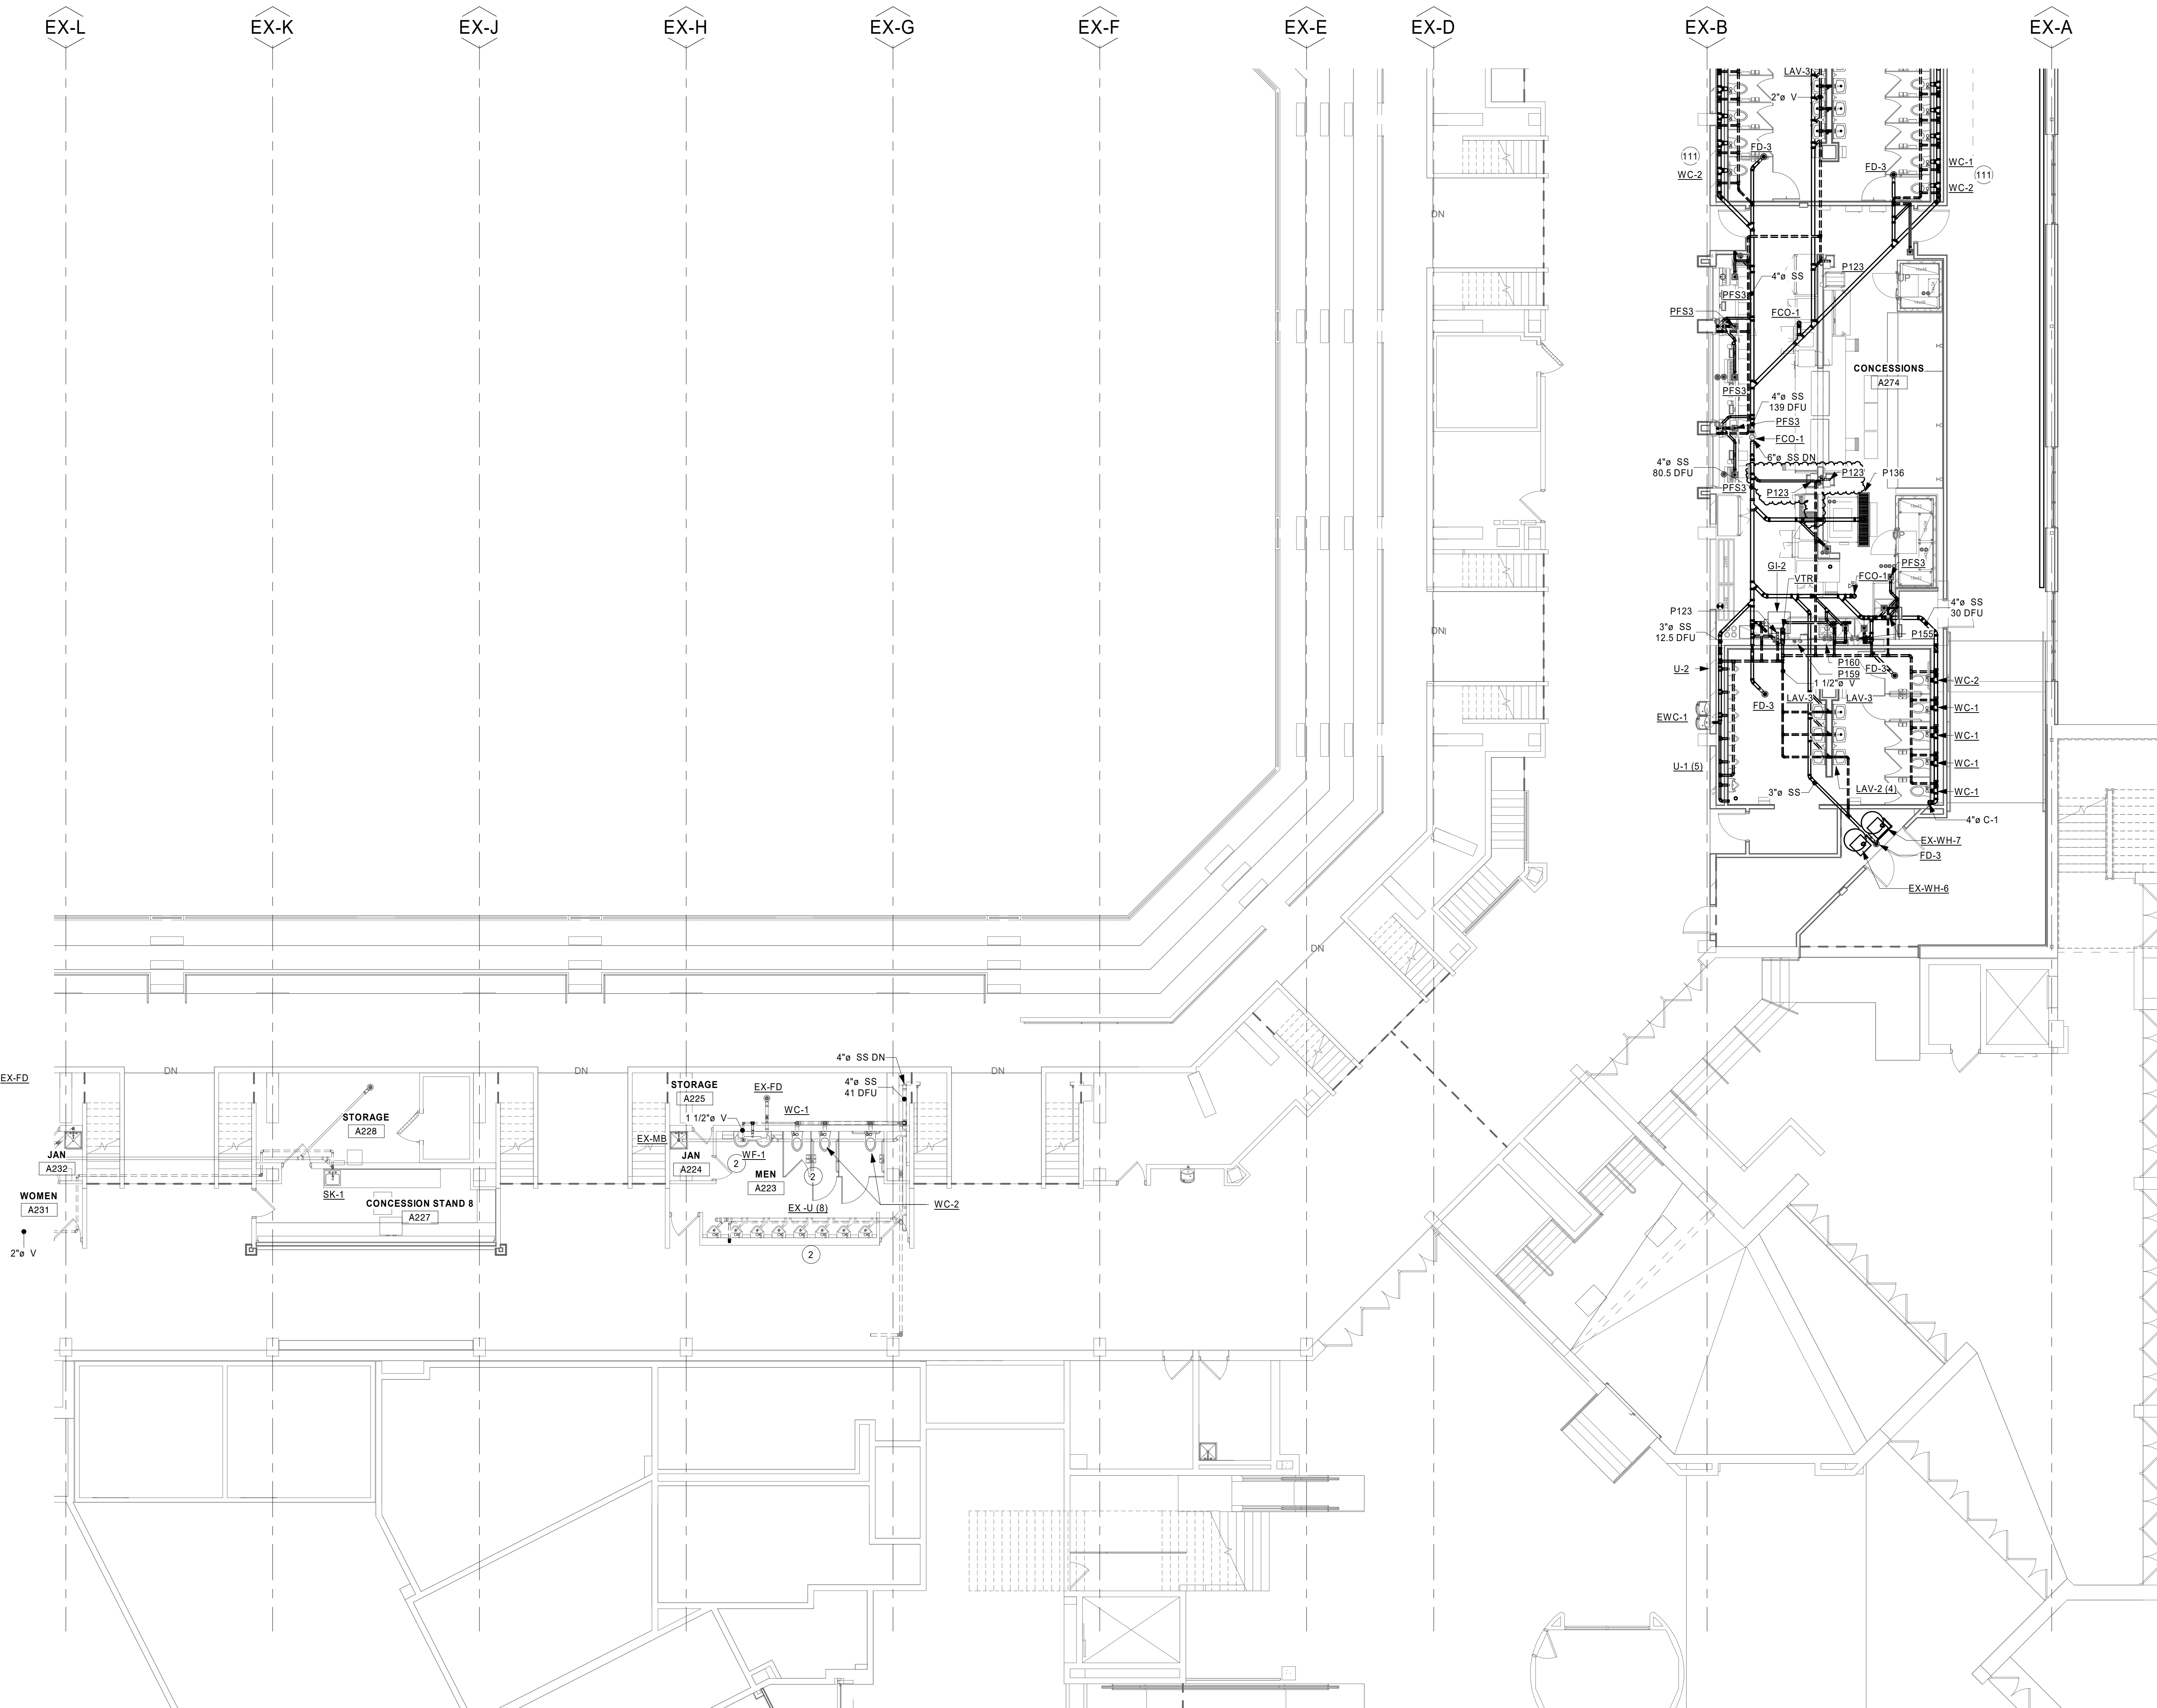 EX-L
EX-K
EX-J
EX-H
EX-G
EX-F
EX-E
EX-D
EX-B
EX-A
LAV-3
2"ø V
FD-3
111
WC-2
FD-3
WC-1
111
WC-2
DN
P123
UP
4"ø SS
PFS3
PFS3
FCO-1
CONCESSIONS
A274
PFS3
4"ø SS
139 DFU
PFS3
FCO-1
6"ø SS DN
4"ø SS
80.5 DFU
P123
P136
PFS3
P123
GI-2
VTR
FCO-1
PFS3
4"ø SS
30 DFU
P123
3"ø SS
12.5 DFU
DN
P155
U-2
P160
P159
FD-3
1 1/2"ø V
WC-2
LAV-3
LAV-3
FD-3
WC-1
EWC-1
WC-1
U-1 (5)
WC-1
3"ø SS
LAV-2 (4)
WC-1
4"ø C-1
EX-WH-7
FD-3
EX-WH-6
DN
4"ø SS DN
EX-FD
DN
DN
DN
STORAGE
A225
EX-FD
4"ø SS
41 DFU
STORAGE
A228
1 1/2"ø V
WC-1
EX-MB
JAN
A232
JAN
A224
2
WF-1
MEN
A223
2
WOMEN
A231
SK-1
CONCESSION STAND 8
A227
EX -U (8)
WC-2
2"ø V
2